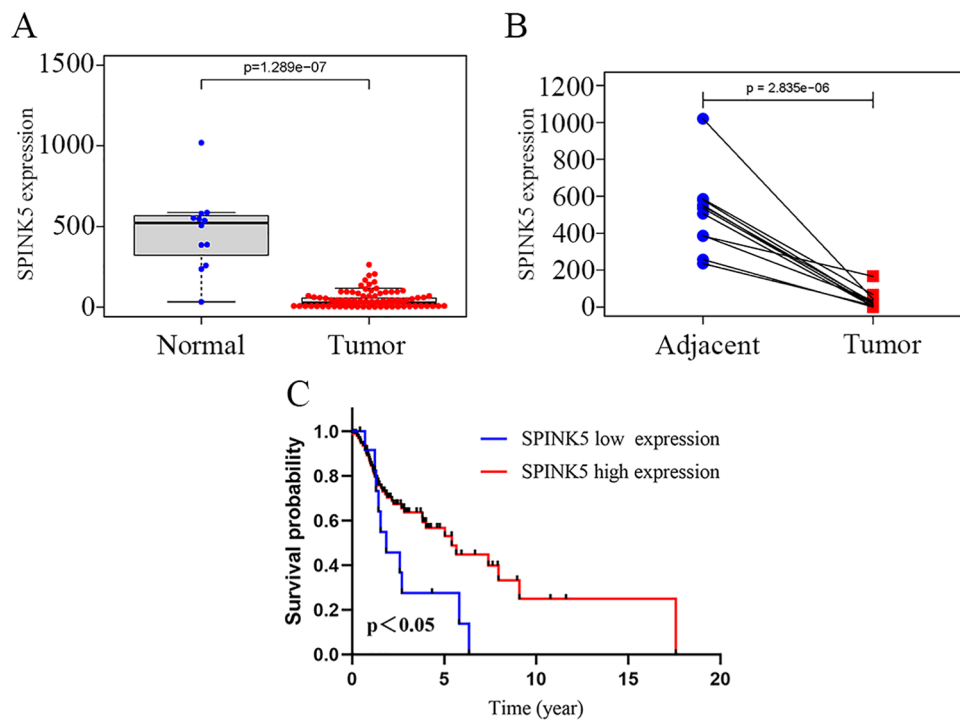 A
SPINK5 expression
1500
1000
500
0
p=1.289e−07
Normal
Tumor
B
SPINK5 expression
1200
1000
800
600
400
200
0
p = 2.835e−06
Adjacent
Tumor
C
Survival probability
1.0
0.8
0.6
0.4
0.2
0.0
SPINK5 low expression
SPINK5 high expression
p<0.05
0 5 10 15 20
Time (year)